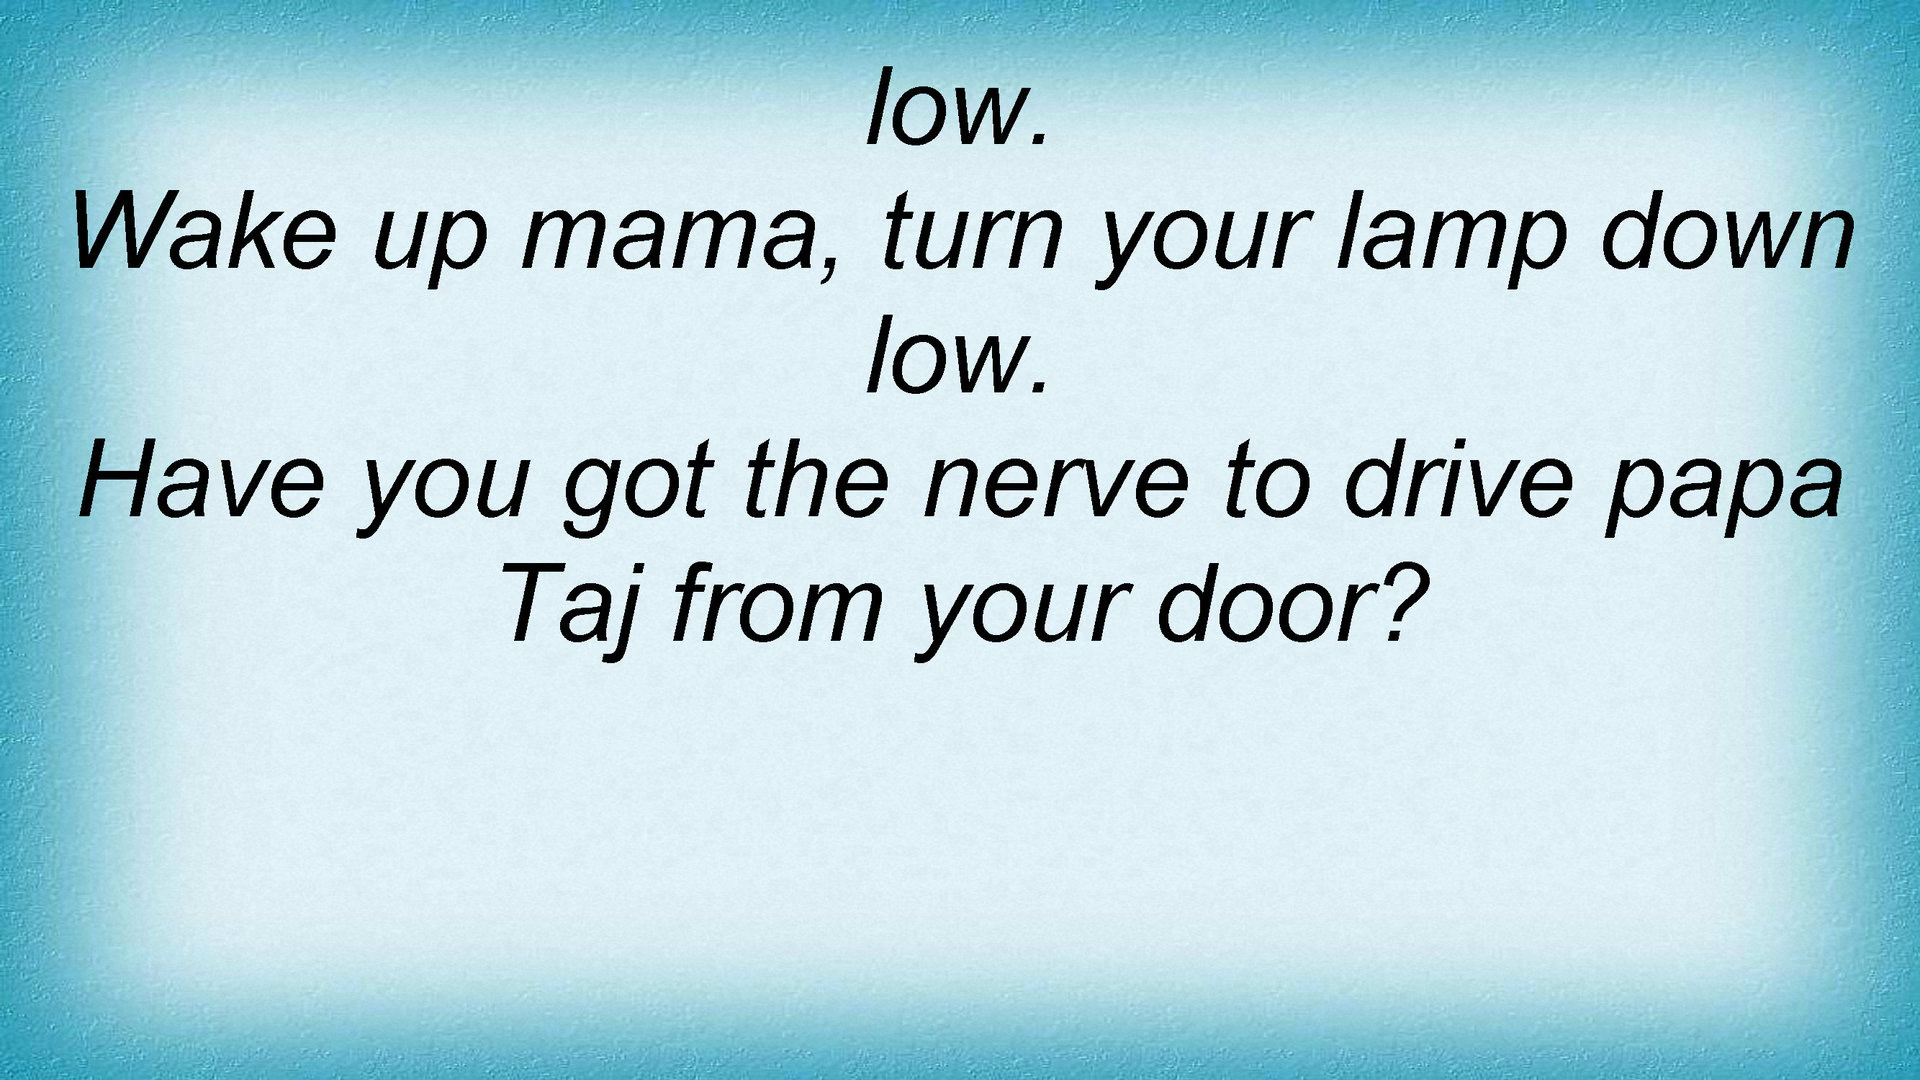 low.
Wake up mama, turn your lamp down
low.
Have you got the nerve to drive papa
Taj from your door?